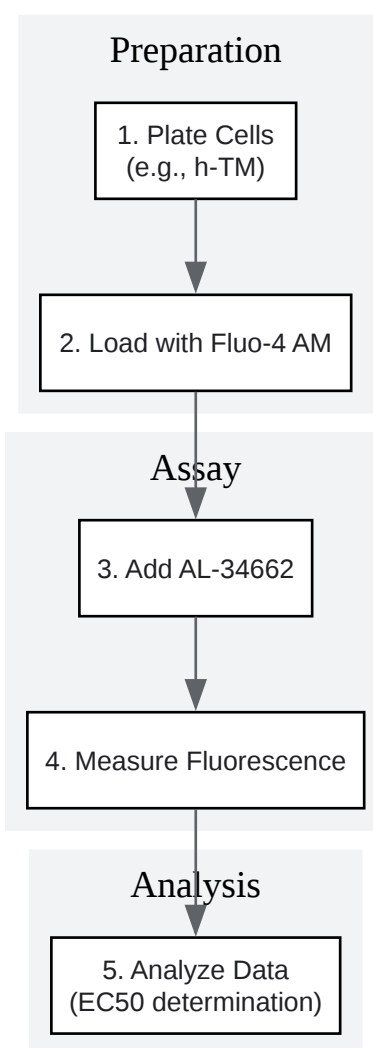 Preparation
1. Plate Cells
(e.g., h-TM)
2. Load with Fluo-4 AM
Assay
3. Add AL-34662
4. Measure Fluorescence
Analysis
5. Analyze Data
(EC50 determination)